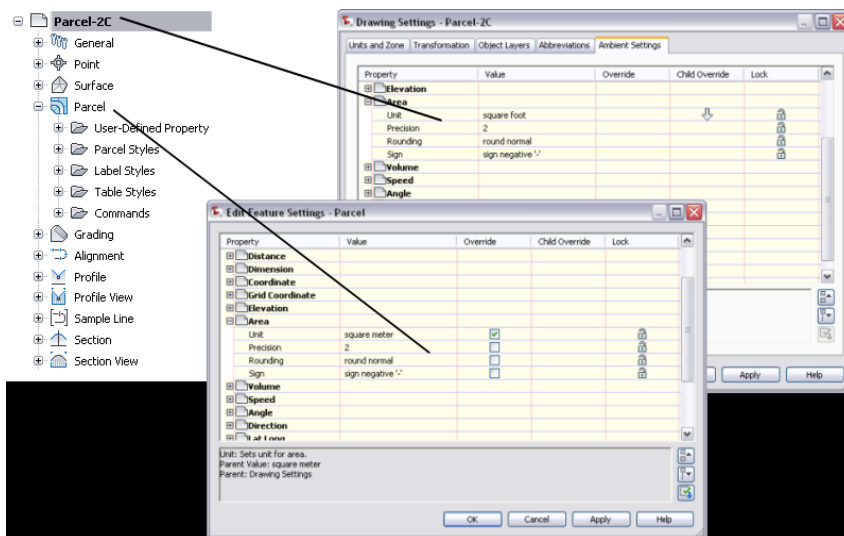 Parcel-2C
General
Point
Surface
Parcel
User-Defined Property
Parcel Styles
Label Styles
Table Styles
Commands
Grading
Alignment
Profile
Profile View
Sample Line
Section
Section View
Drawing Settings - Parcel-2C
Units and Zone Transformation Object Layers Abbreviations Ambient Settings
Property Value Override Child Override Lock
Elevation
Area
Unit square foot
Precision 2
Rounding round normal
Sign sign negative '-'
Volume
Speed
Angle
Apply Help
Edit Feature Settings - Parcel
Property Value Override Child Override Lock
Distance
Dimension
Coordinate
Grid Coordinate
Elevation
Area
Unit square meter
Precision 2
Rounding round normal
Sign sign negative '-'
Volume
Speed
Angle
Direction
Lat Long
Unit: Sets unit for area.
Parent Value: square meter
Parent: Drawing Settings
OK Cancel Apply Help